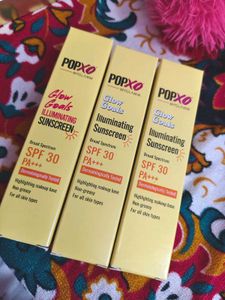 POPXO
Glow
Goals
ILLUMINATING
SUNSCREEN
Broad Spectrum
SPF 30
PA+++
Dermatologically Tested
Highlighting makeup base
Non greasy
For all skin types
POPXO
Glow
Goals
Illuminating
Sunscreen
Broad Spectrum
SPF 30
PA+++
Dermatologically Tested
Highlighting makeup base
Non greasy
For all skin types
POPXO
Glow
Goals
Illuminating
Sunscreen
Broad Spectrum
SPF 30
PA+++
Dermatologically Tested
Highlighting makeup base
Non greasy
For all skin types